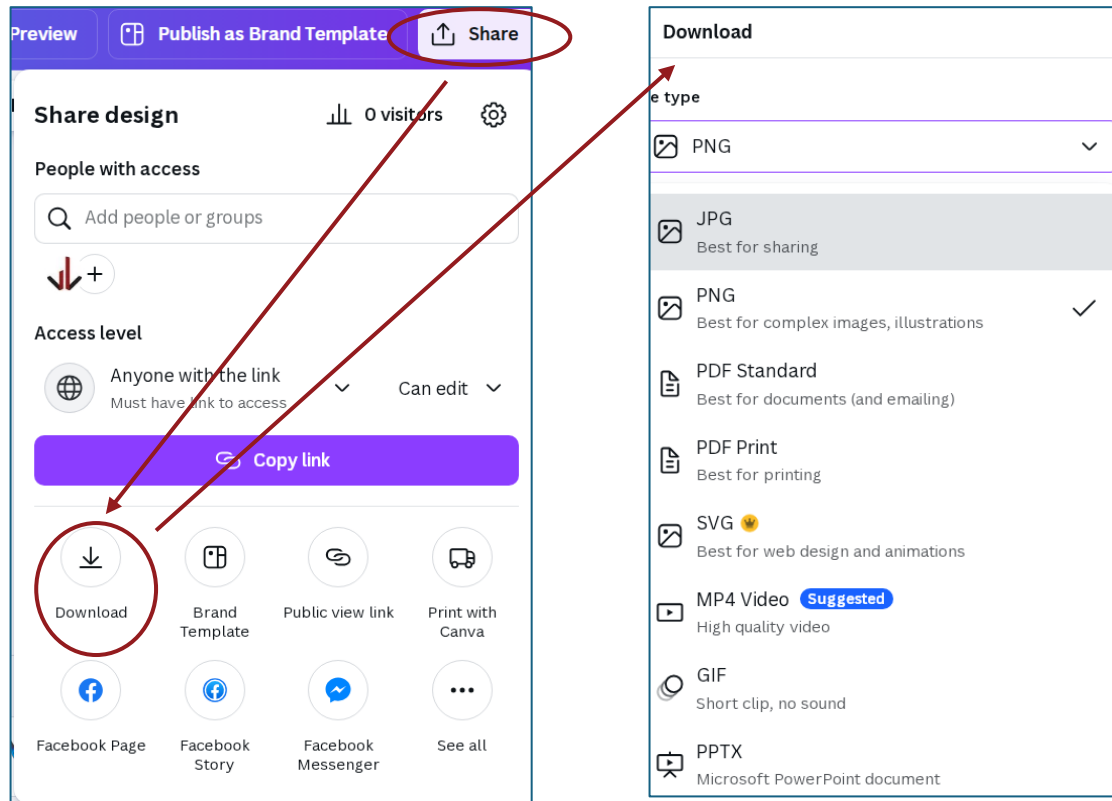 Preview
Publish as Brand Template
Share
Share design
0 visitors
People with access
Add people or groups
Access level
Anyone with the link
Must have link to access
Can edit
Copy link
Download
Brand
Template
Public view link
Print with
Canva
Facebook Page
Facebook
Story
Facebook
Messenger
See all
Download
e type
PNG
JPG
Best for sharing
PNG
Best for complex images, illustrations
PDF Standard
Best for documents (and emailing)
PDF Print
Best for printing
SVG
Best for web design and animations
MP4 Video Suggested
High quality video
GIF
Short clip, no sound
PPTX
Microsoft PowerPoint document